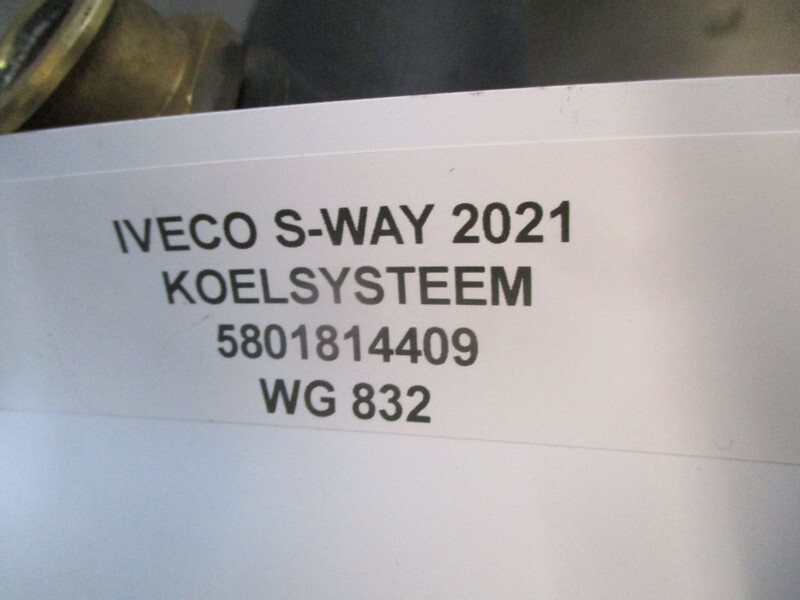 IVECO S-WAY 2021
KOELSYSTEEM
5801814409
WG 832